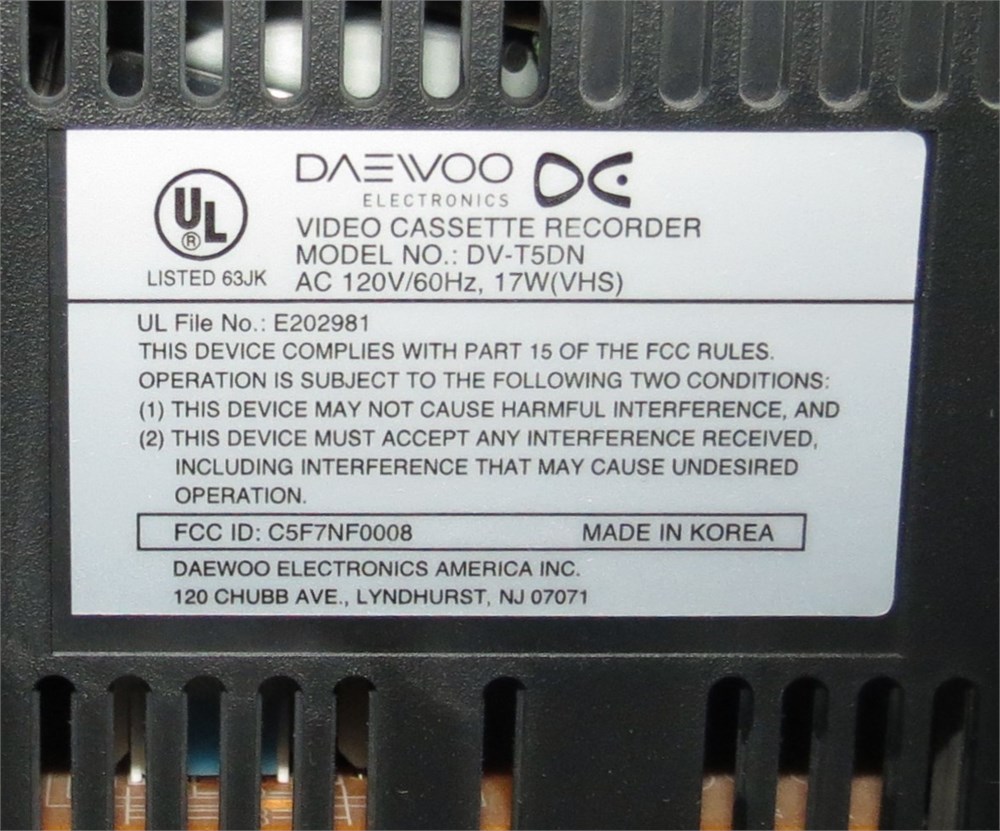 DAEWOO
ELECTRONICS
UL
®
LISTED 63JK
VIDEO CASSETTE RECORDER
MODEL NO.: DV-T5DN
AC 120V/60Hz, 17W(VHS)
UL File No.: E202981
THIS DEVICE COMPLIES WITH PART 15 OF THE FCC RULES.
OPERATION IS SUBJECT TO THE FOLLOWING TWO CONDITIONS:
(1) THIS DEVICE MAY NOT CAUSE HARMFUL INTERFERENCE, AND
(2) THIS DEVICE MUST ACCEPT ANY INTERFERENCE RECEIVED,
INCLUDING INTERFERENCE THAT MAY CAUSE UNDESIRED
OPERATION.
FCC ID: C5F7NF0008 MADE IN KOREA
DAEWOO ELECTRONICS AMERICA INC.
120 CHUBB AVE., LYNDHURST, NJ 07071